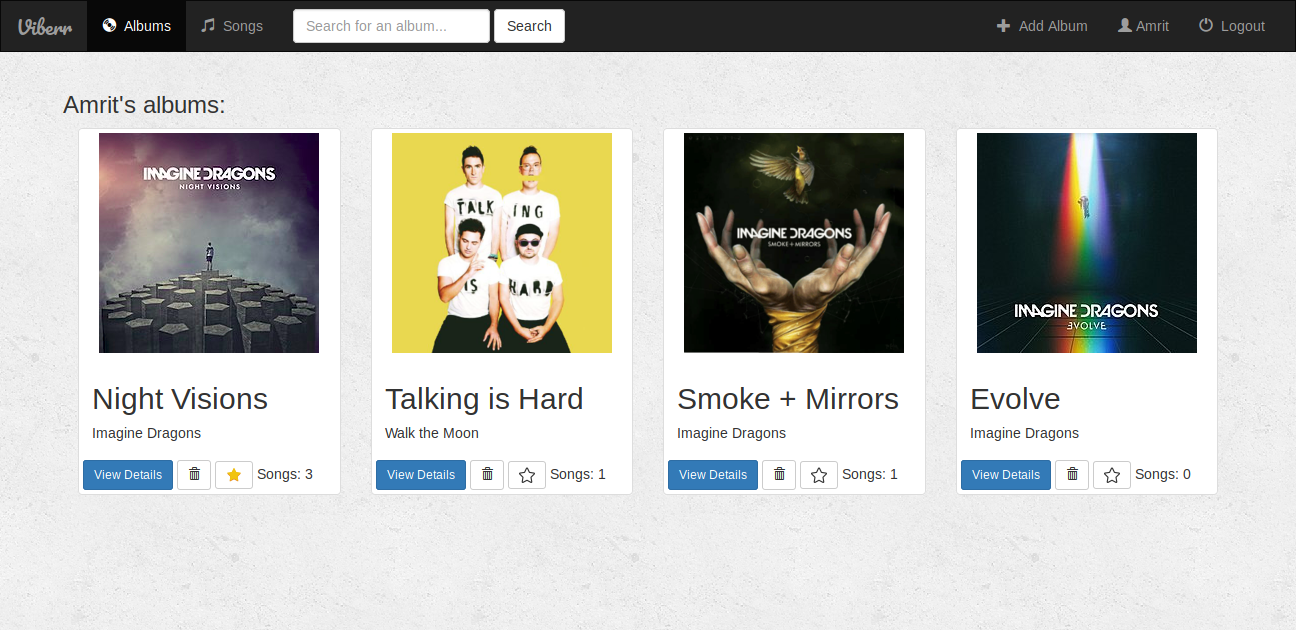 Viberr Albums Songs Search for an album... Search Add Album Amrit Logout
Amrit's albums:
IMAGINE DRAGONS
NIGHT VISIONS
TALK ING
IS HARD
IMAGINE DRAGONS
SMOKE + MIRRORS
IMAGINE DRAGONS
EVOLVE
Night Visions
Imagine Dragons
View Details Songs: 3
Talking is Hard
Walk the Moon
View Details Songs: 1
Smoke + Mirrors
Imagine Dragons
View Details Songs: 1
Evolve
Imagine Dragons
View Details Songs: 0